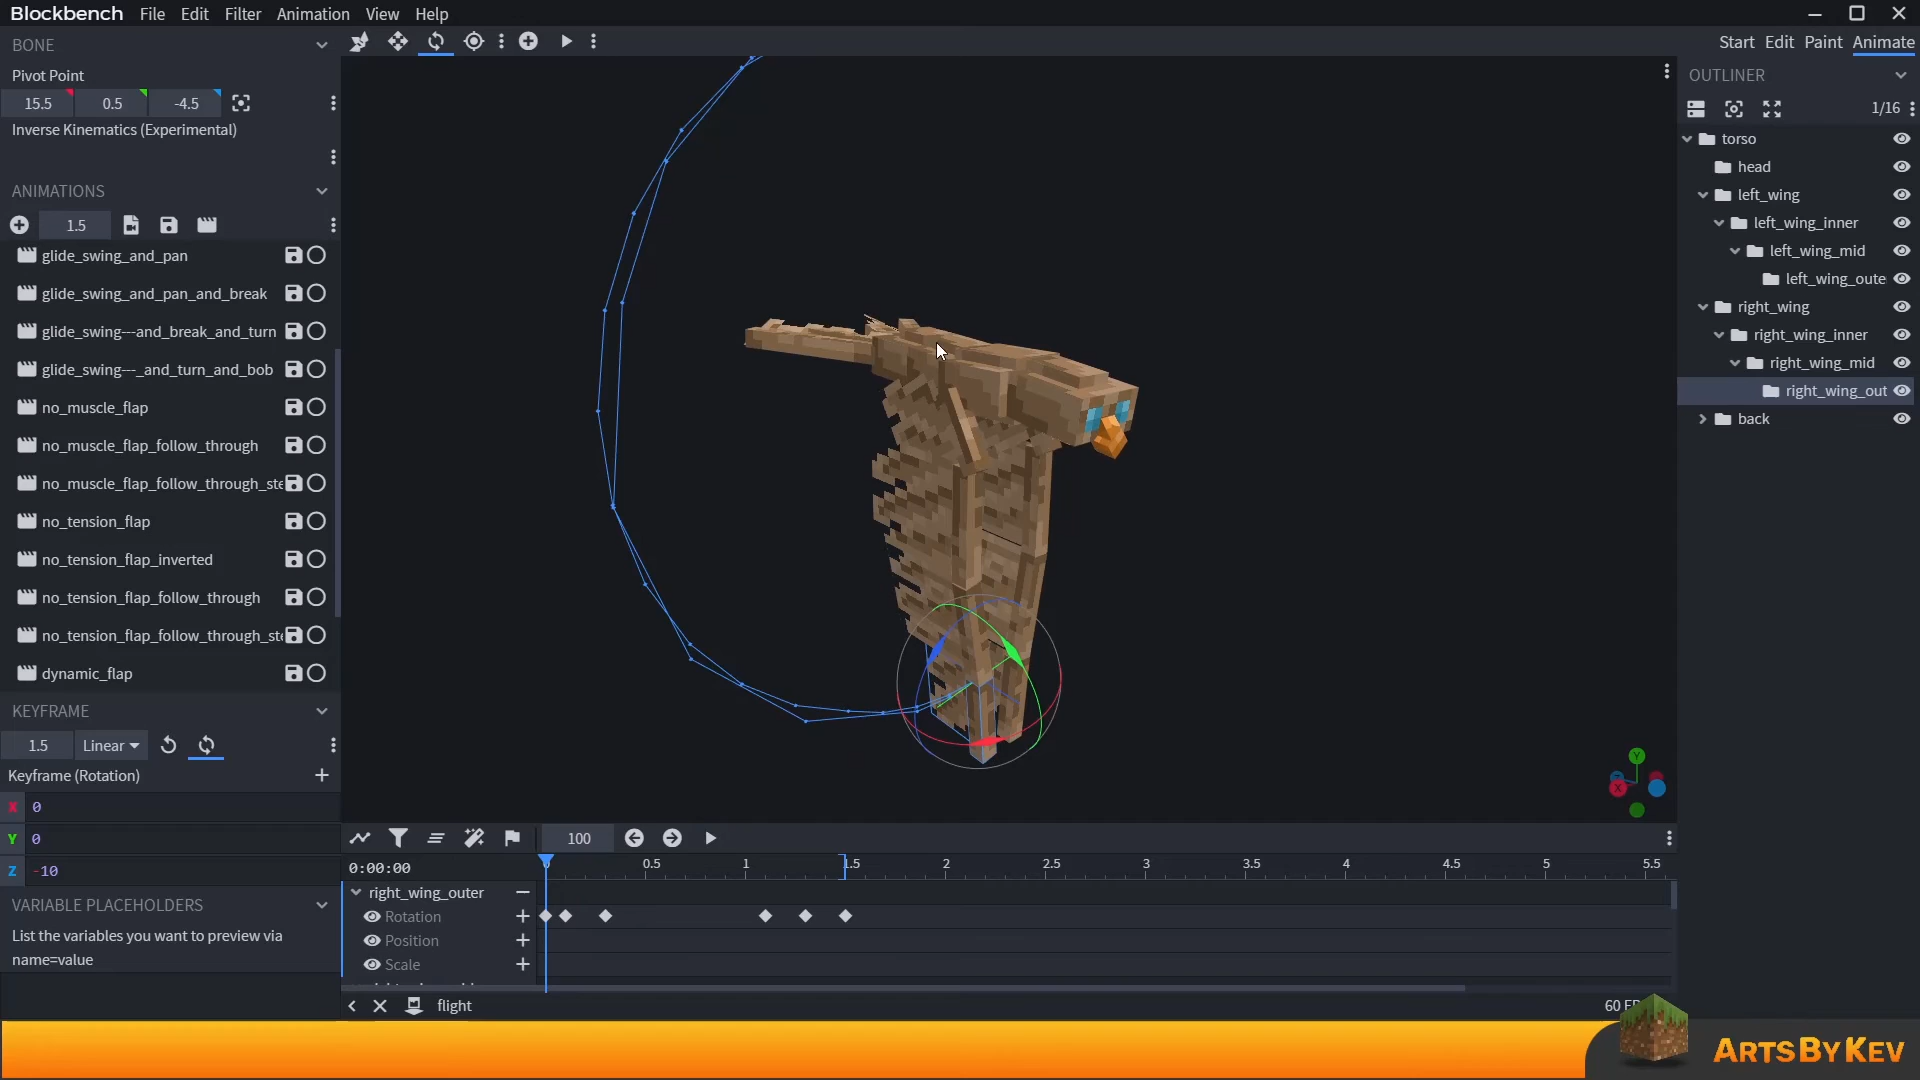 Blockbench File Edit Filter Animation View Help
Start Edit Paint Animate
BONE
Pivot Point
15.5 0.5 -4.5
Inverse Kinematics (Experimental)
ANIMATIONS
1.5
glide_swing_and_pan
glide_swing_and_pan_and_break
glide_swing---and_break_and_turn
glide_swing---_and_turn_and_bob
no_muscle_flap
no_muscle_flap_follow_through
no_muscle_flap_follow_through_ste
no_tension_flap
no_tension_flap_inverted
no_tension_flap_follow_through
no_tension_flap_follow_through_ste
dynamic_flap
KEYFRAME
1.5 Linear
Keyframe (Rotation)
X 0
Y 0
Z -10
VARIABLE PLACEHOLDERS
List the variables you want to preview via
name=value
OUTLINER
1/16
torso
head
left_wing
left_wing_inner
left_wing_mid
left_wing_oute
right_wing
right_wing_inner
right_wing_mid
right_wing_out
back
Y
Z
X
100
0:00:00
0 0.5 1 1.5 2 2.5 3 3.5 4 4.5 5 5.5
right_wing_outer
Rotation
Position
Scale
flight
60
ARTSBYKEV